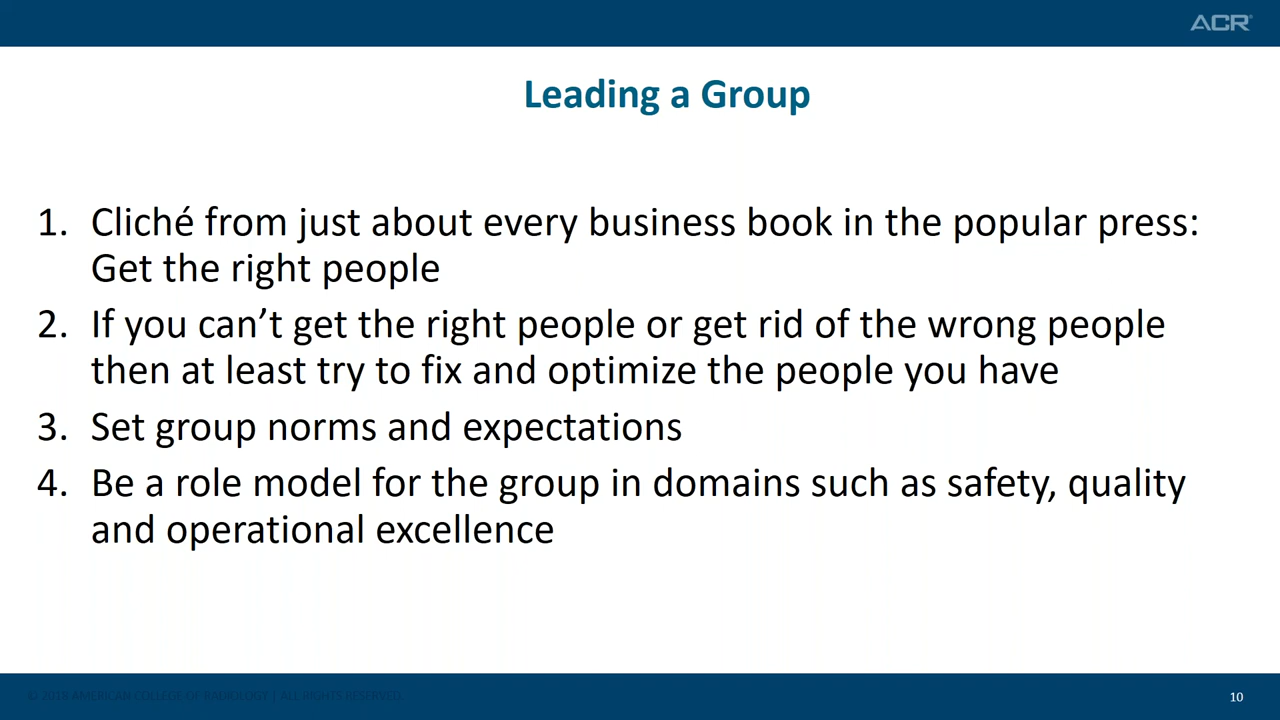 ACR
Leading a Group
1. Cliché from just about every business book in the popular press:
Get the right people
2. If you can’t get the right people or get rid of the wrong people
then at least try to fix and optimize the people you have
3. Set group norms and expectations
4. Be a role model for the group in domains such as safety, quality
and operational excellence
© 2018 AMERICAN COLLEGE OF RADIOLOGY | ALL RIGHTS RESERVED
10